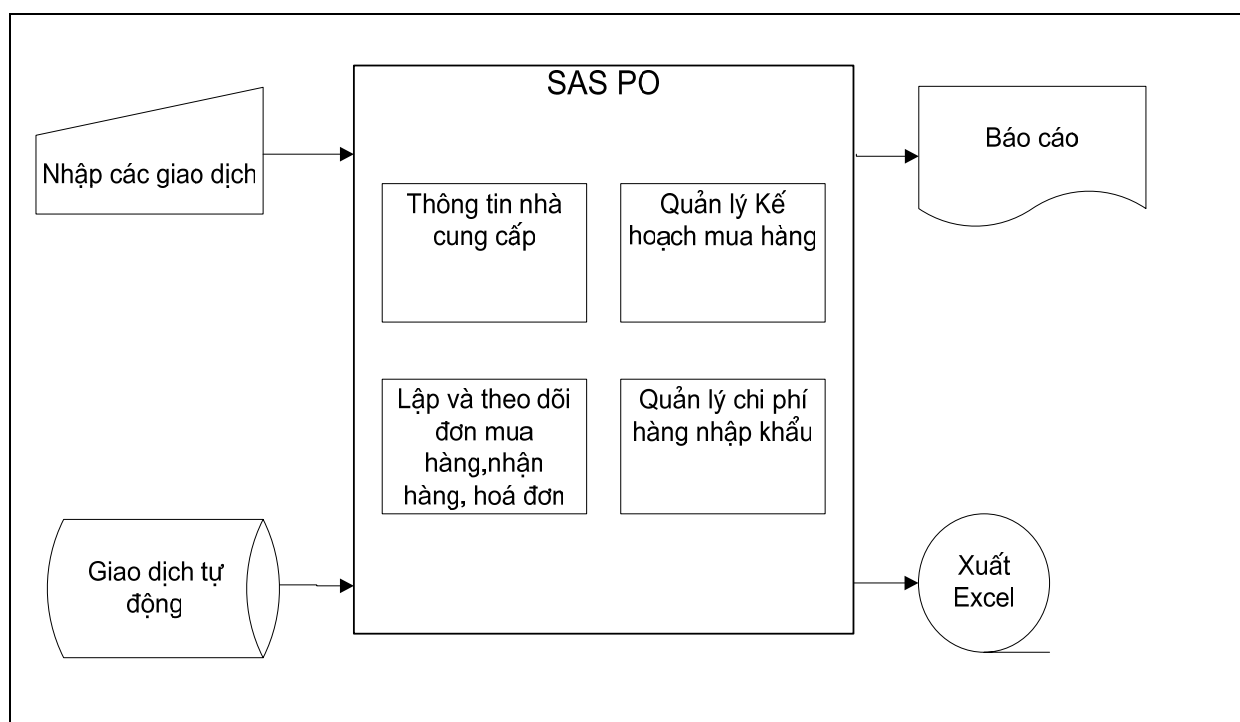 SAS PO
Nhập các giao dịch
Thông tin nhà
cung cấp
Quản lý Kế
hoạch mua hàng
Báo cáo
Lập và theo dõi
đơn mua
hàng,nhận
hàng, hoá đơn
Quản lý chi phí
hàng nhập khẩu
Giao dịch tự
động
Xuất
Excel